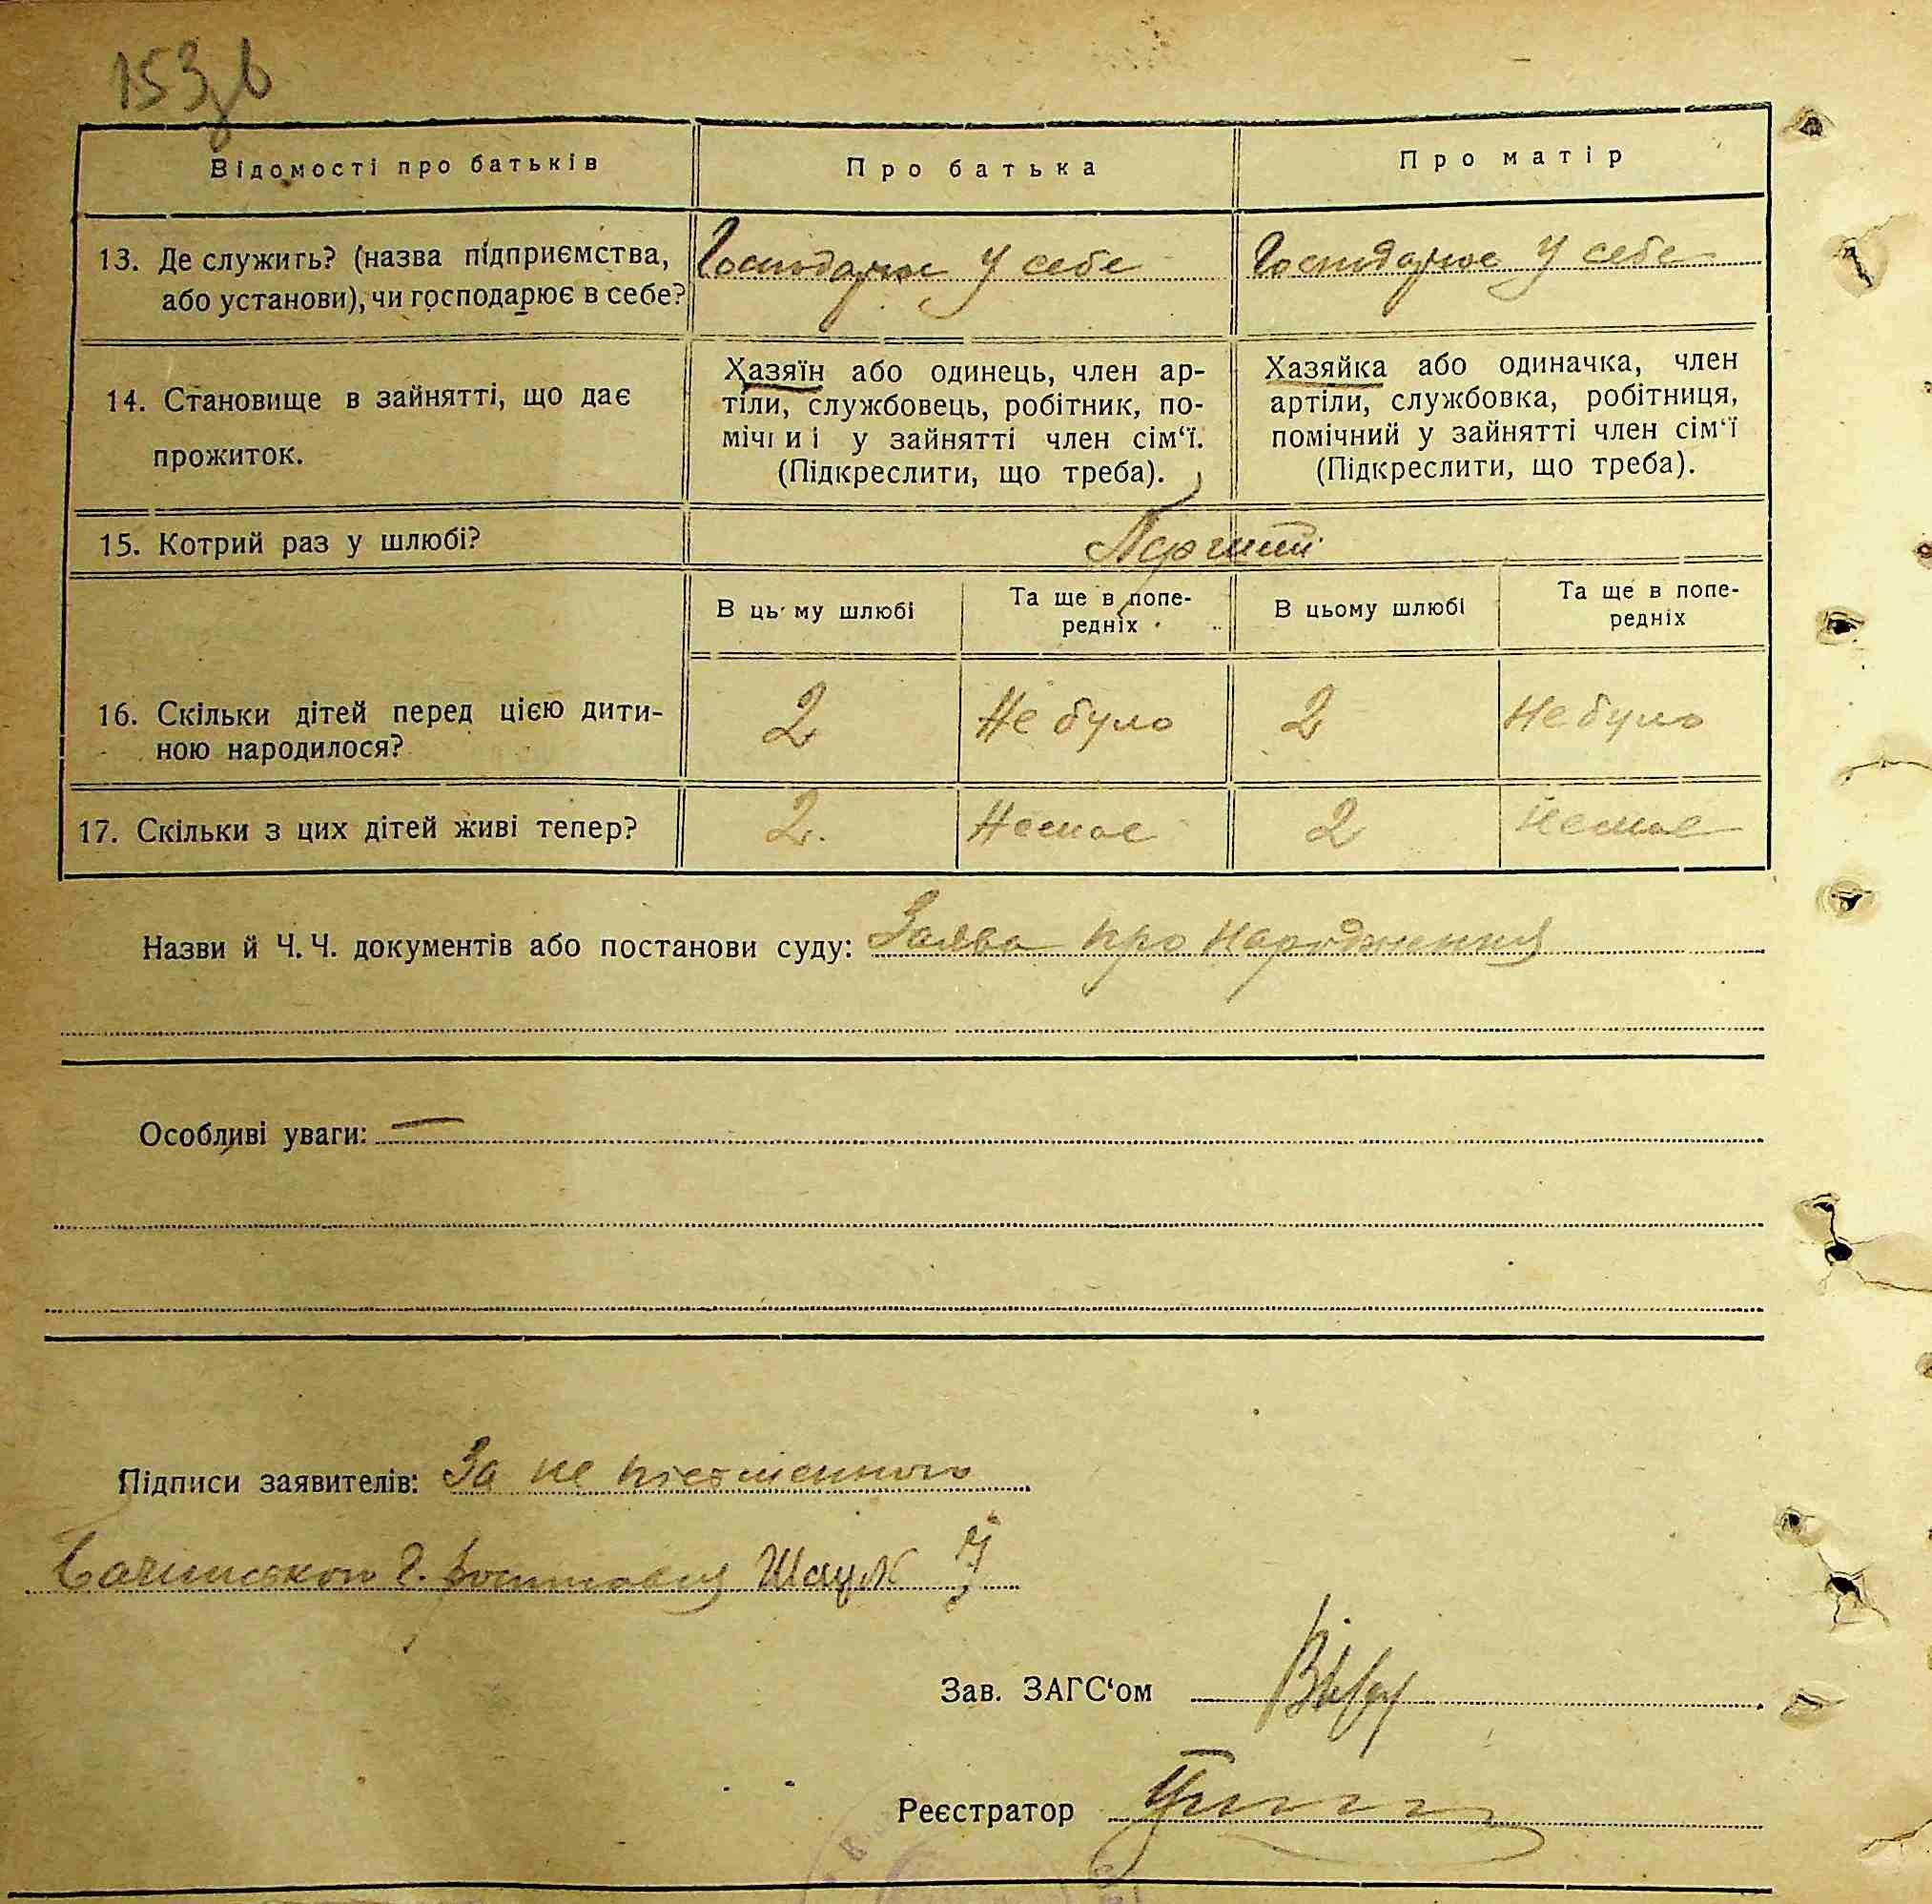 153зв
Відомості про батьків
Про батька
Про матір
13. Де служить? (назва підприємства,
або установи), чи господарює в себе?
Господарює у себе
Господарює у себе
14. Становище в зайнятті, що дає
прожиток.
Хазяїн або одинець, член ар-
тіли, службовець, робітник, по-
мічниі у зайнятті член сім‘ї.
(Підкреслити, що треба).
Хазяйка або одиначка, член
артіли, службовка, робітниця,
помічний у зайнятті член сім‘ї
(Підкреслити, що треба).
15. Котрий раз у шлюбі?
Перший
В цьому шлюбі
Та ще в попе-
редніх
В цьому шлюбі
Та ще в попе-
редніх
16. Скільки дітей перед цією дити-
ною народилося?
2
Не було
2
Не було
17. Скільки з цих дітей живі тепер?
2.
Немає
2
Немає
Назви й Ч. Ч. документів або постанови суду: Заява про народження
Особливі уваги: —
Підписи заявителів: За не письменного
Зав. ЗАГС‘ом
Реєстратор